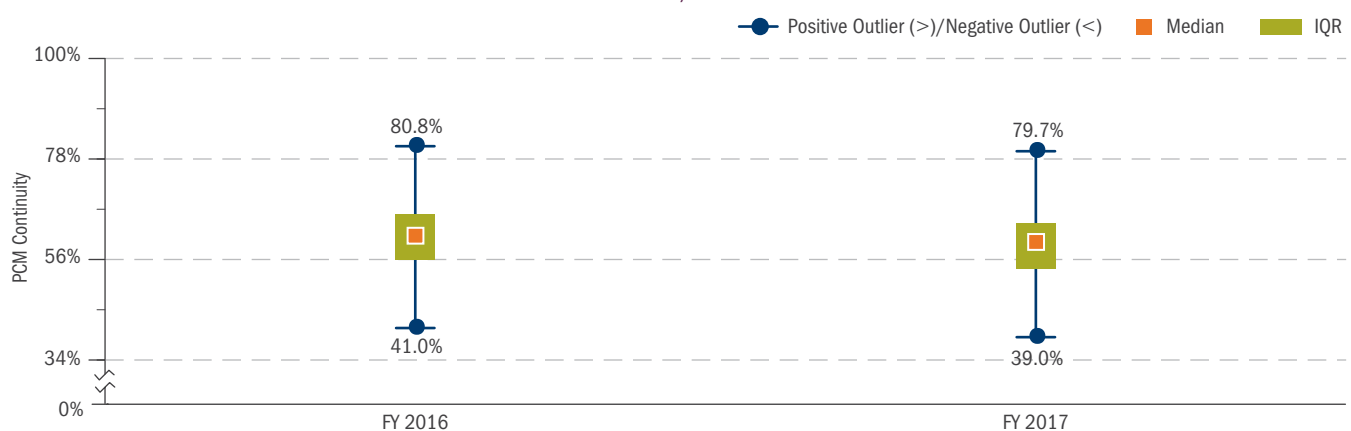 Positive Outlier (>)/Negative Outlier (<) Median IQR
100%
80.8% 79.7%
78%
PCM Continuity
56%
41.0% 39.0%
34%
0%
FY 2016 FY 2017